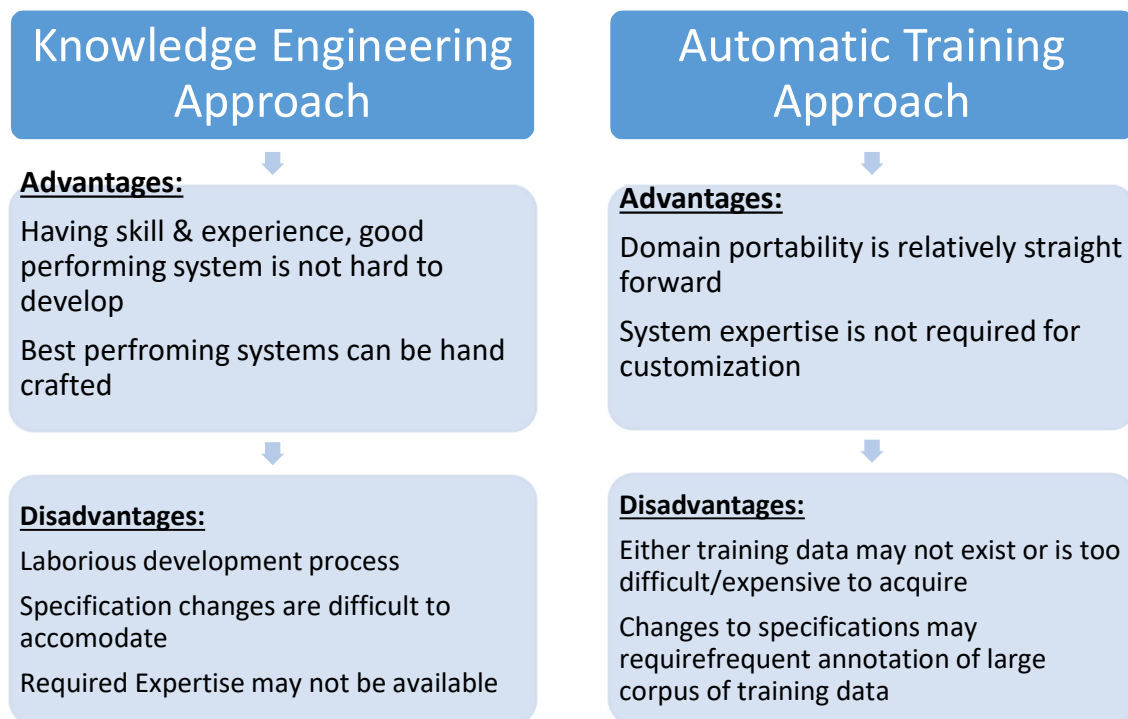 Knowledge Engineering
Approach
Advantages:
Having skill & experience, good
performing system is not hard to
develop
Best perfroming systems can be hand
crafted
Disadvantages:
Laborious development process
Specification changes are difficult to
accomodate
Required Expertise may not be available
Automatic Training
Approach
Advantages:
Domain portability is relatively straight
forward
System expertise is not required for
customization
Disadvantages:
Either training data may not exist or is too
difficult/expensive to acquire
Changes to specifications may
requirefrequent annotation of large
corpus of training data